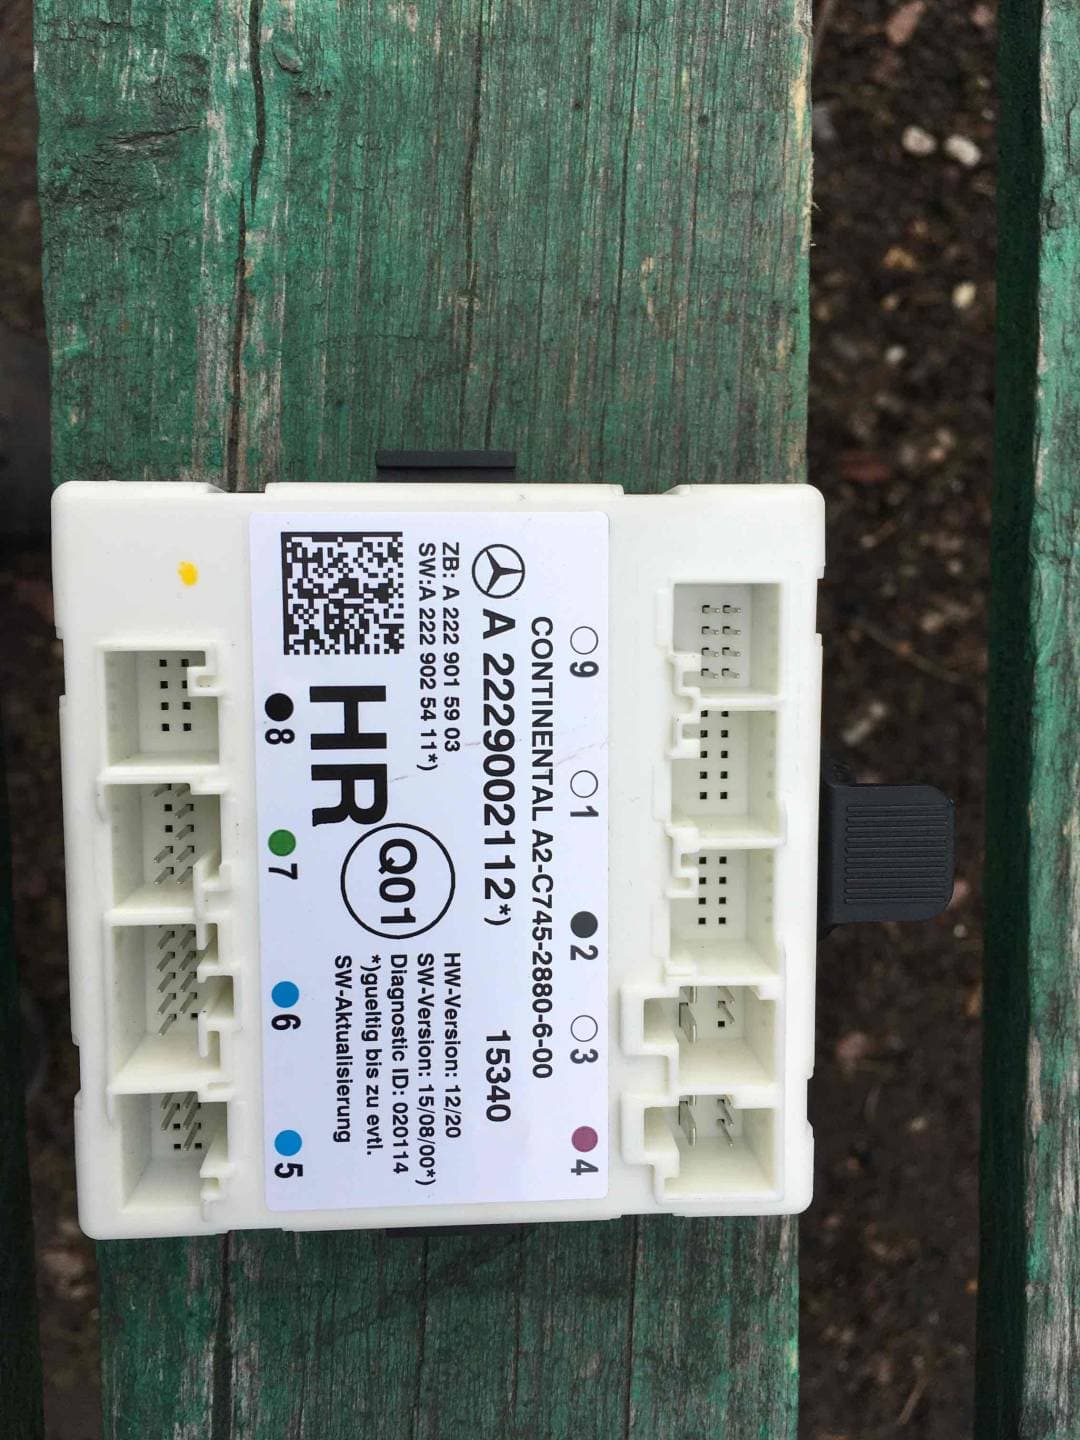 9 1 2 3 4
CONTINENTAL A2-C745-2880-6-00
A 2229002112*) 15340
ZB: A 222 901 59 03
SW:A 222 902 54 11*)
HR
Q01
HW-Version: 12/20
SW-Version: 15/08/00*)
Diagnostic ID: 020114
*)gueltig bis zu evtl.
SW-Aktualisierung
8 7 6 5